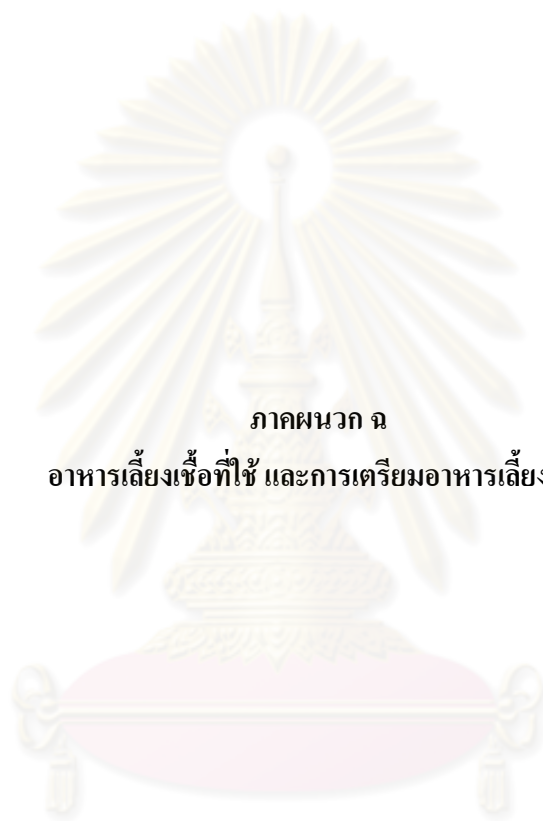 ภาคผนวก ฉ
อาหารเลี้ยงเชื้อที่ใช้ และการเตรียมอาหารเลี้ยง